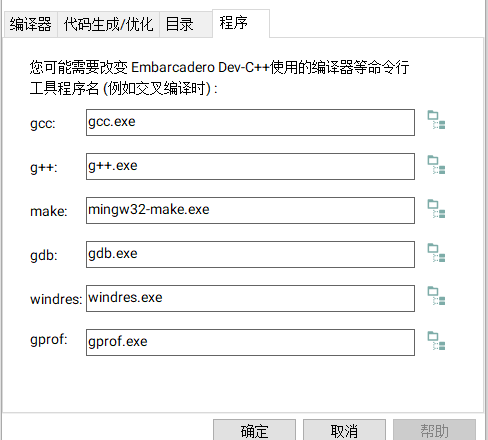 编译器 代码生成/优化 目录 程序
您可能需要改变 Embarcadero Dev-C++使用的编译器等命令行
工具程序名 (例如交叉编译时) :
gcc: gcc.exe
g++: g++.exe
make: mingw32-make.exe
gdb: gdb.exe
windres: windres.exe
gprof: gprof.exe
确定 取消 帮助